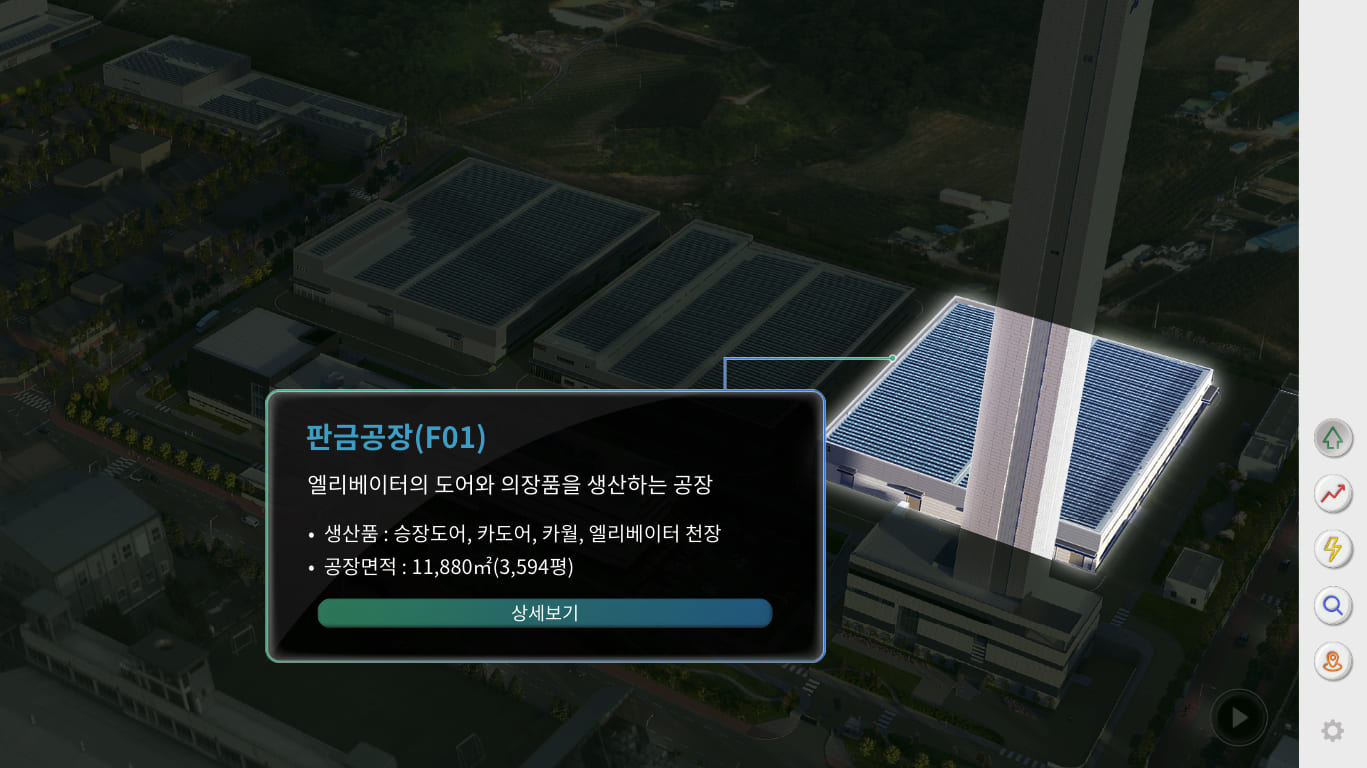 판금공장(F01)
엘리베이터의 도어와 의장품을 생산하는 공장
• 생산품 : 승장도어, 카도어, 카월, 엘리베이터 천장
• 공장면적 : 11,880㎡(3,594평)
상세보기